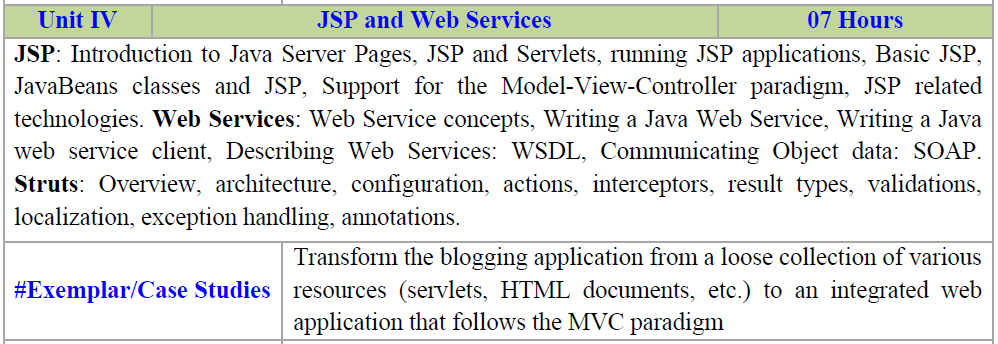 Unit IV JSP and Web Services 07 Hours
JSP: Introduction to Java Server Pages, JSP and Servlets, running JSP applications, Basic JSP,
JavaBeans classes and JSP, Support for the Model-View-Controller paradigm, JSP related
technologies. Web Services: Web Service concepts, Writing a Java Web Service, Writing a Java
web service client, Describing Web Services: WSDL, Communicating Object data: SOAP.
Struts: Overview, architecture, configuration, actions, interceptors, result types, validations,
localization, exception handling, annotations.
#Exemplar/Case Studies
Transform the blogging application from a loose collection of various
resources (servlets, HTML documents, etc.) to an integrated web
application that follows the MVC paradigm